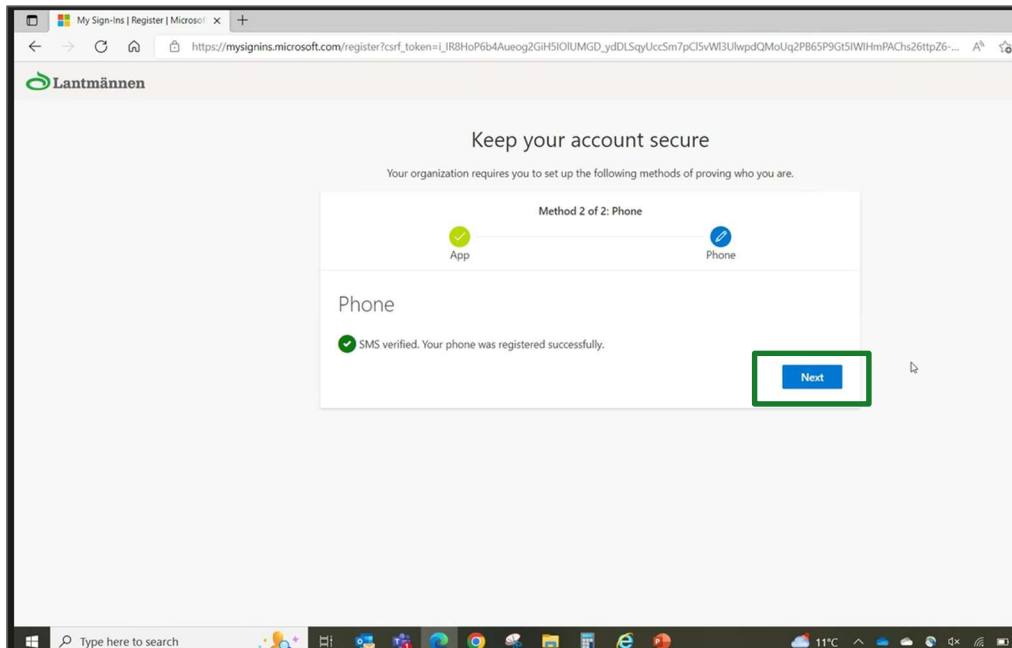 My Sign-Ins | Register | Microsof
https://mysignins.microsoft.com/register?csrf_token=
Lantmännen
Keep your account secure
Your organization requires you to set up the following methods of proving who you are.
Method 2 of 2: Phone
App
Phone
Phone
SMS verified. Your phone was registered successfully.
Next
Type here to search
11°C